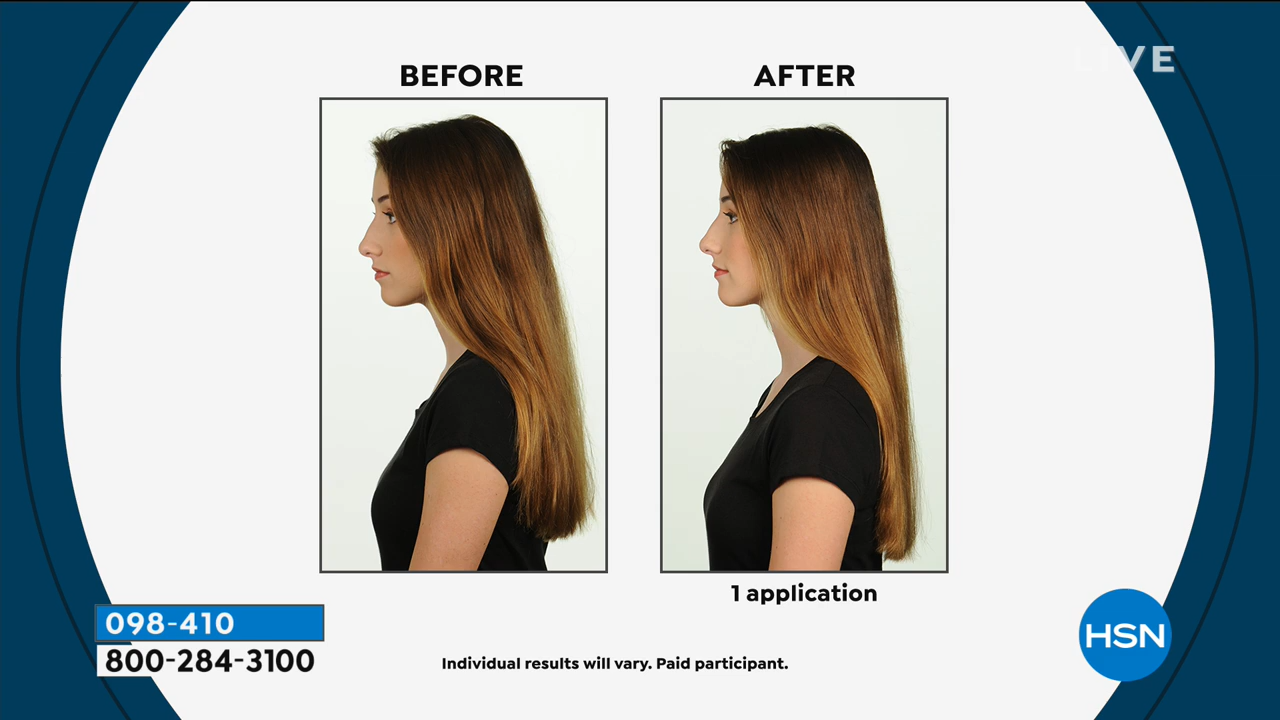 LIVE
BEFORE
AFTER
1 application
098-410
800-284-3100
Individual results will vary. Paid participant.
HSN